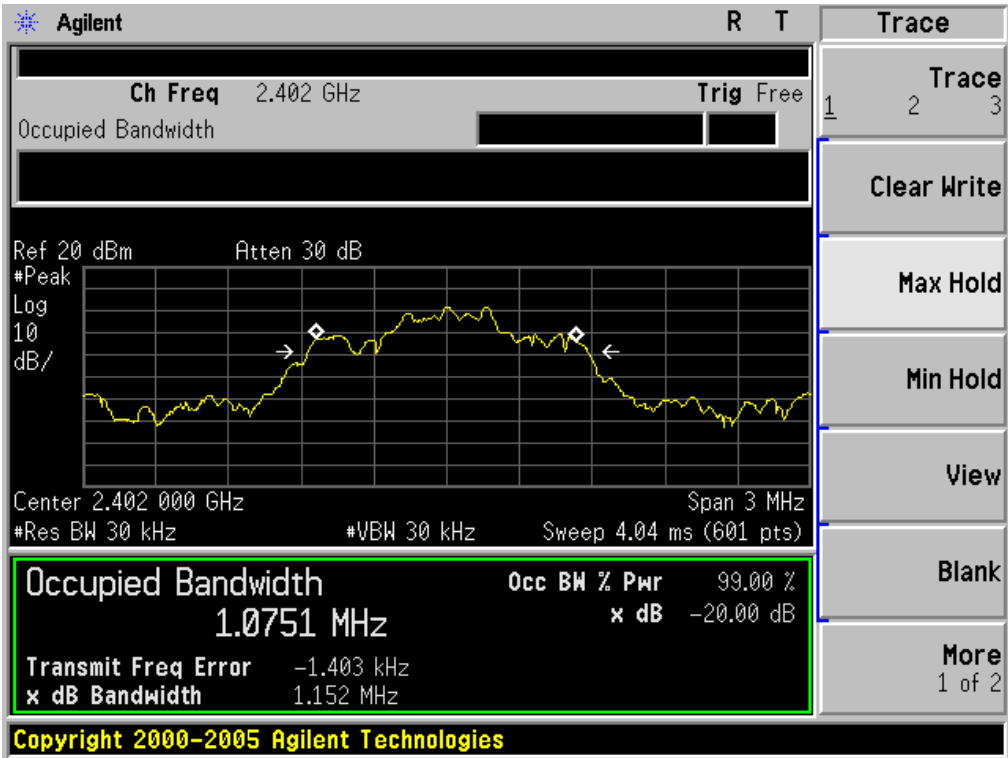 Agilent R T
Ch Freq 2.402 GHz Trig Free
Occupied Bandwidth
Ref 20 dBm Atten 30 dB
#Peak
Log
10
dB/
Center 2.402 000 GHz Span 3 MHz
#Res BW 30 kHz #VBW 30 kHz Sweep 4.04 ms (601 pts)
Occupied Bandwidth
1.0751 MHz
Occ BW % Pwr 99.00 %
x dB -20.00 dB
Transmit Freq Error -1.403 kHz
x dB Bandwidth 1.152 MHz
Copyright 2000-2005 Agilent Technologies
Trace
Trace
1 2 3
Clear Write
Max Hold
Min Hold
View
Blank
More
1 of 2